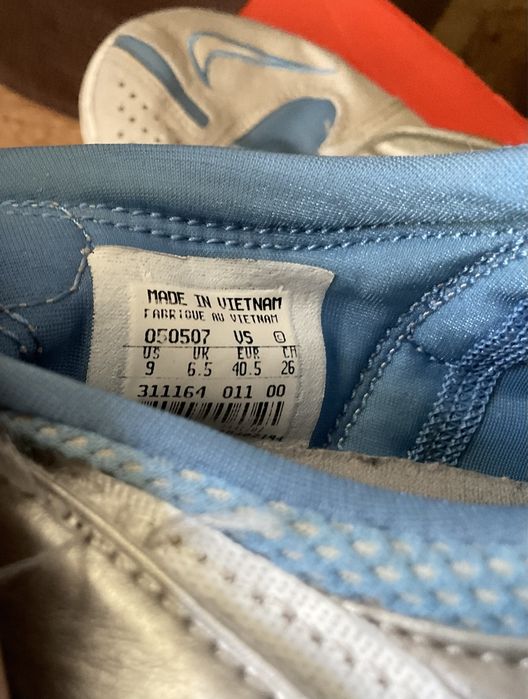 MADE IN VIETNAM
FABRIQUE AU VIETNAM
050507 VS
US UK EUR CM
9 6.5 40.5 26
311164 011 00